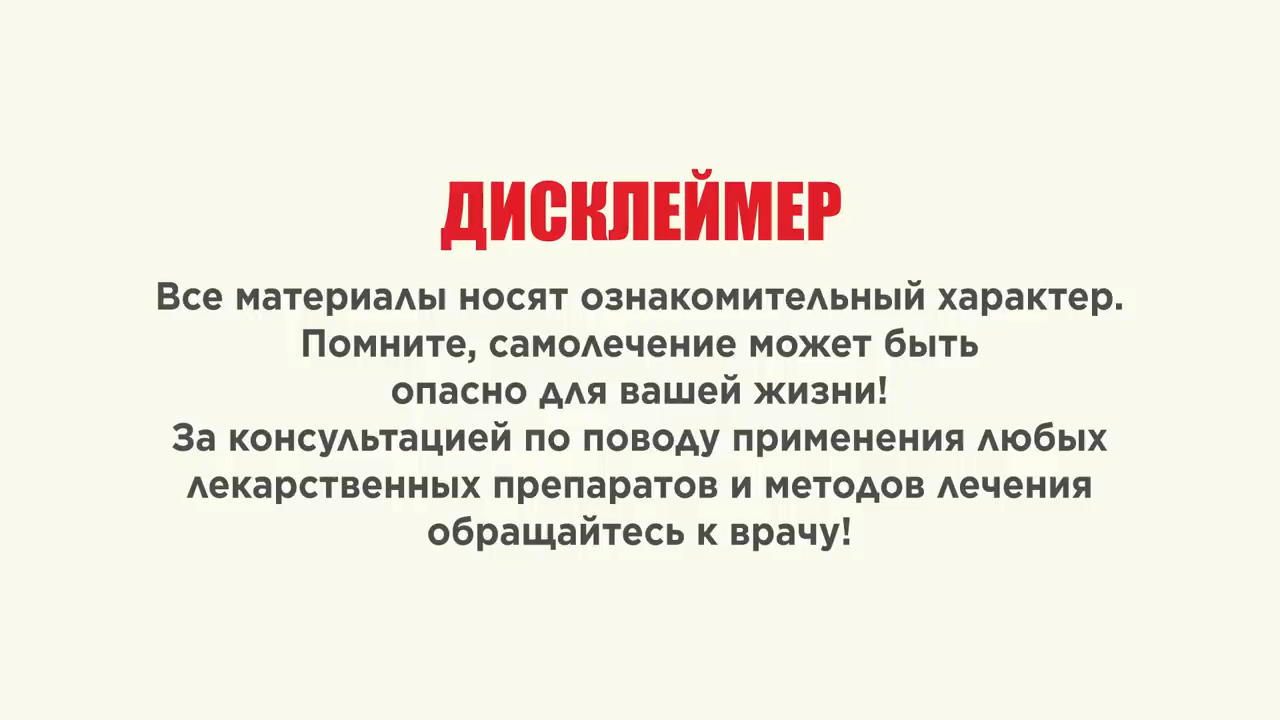 ДИСКЛЕЙМЕР
Все материалы носят ознакомительный характер.
Помните, самолечение может быть
опасно для вашей жизни!
За консультацией по поводу применения любых
лекарственных препаратов и методов лечения
обращайтесь к врачу!